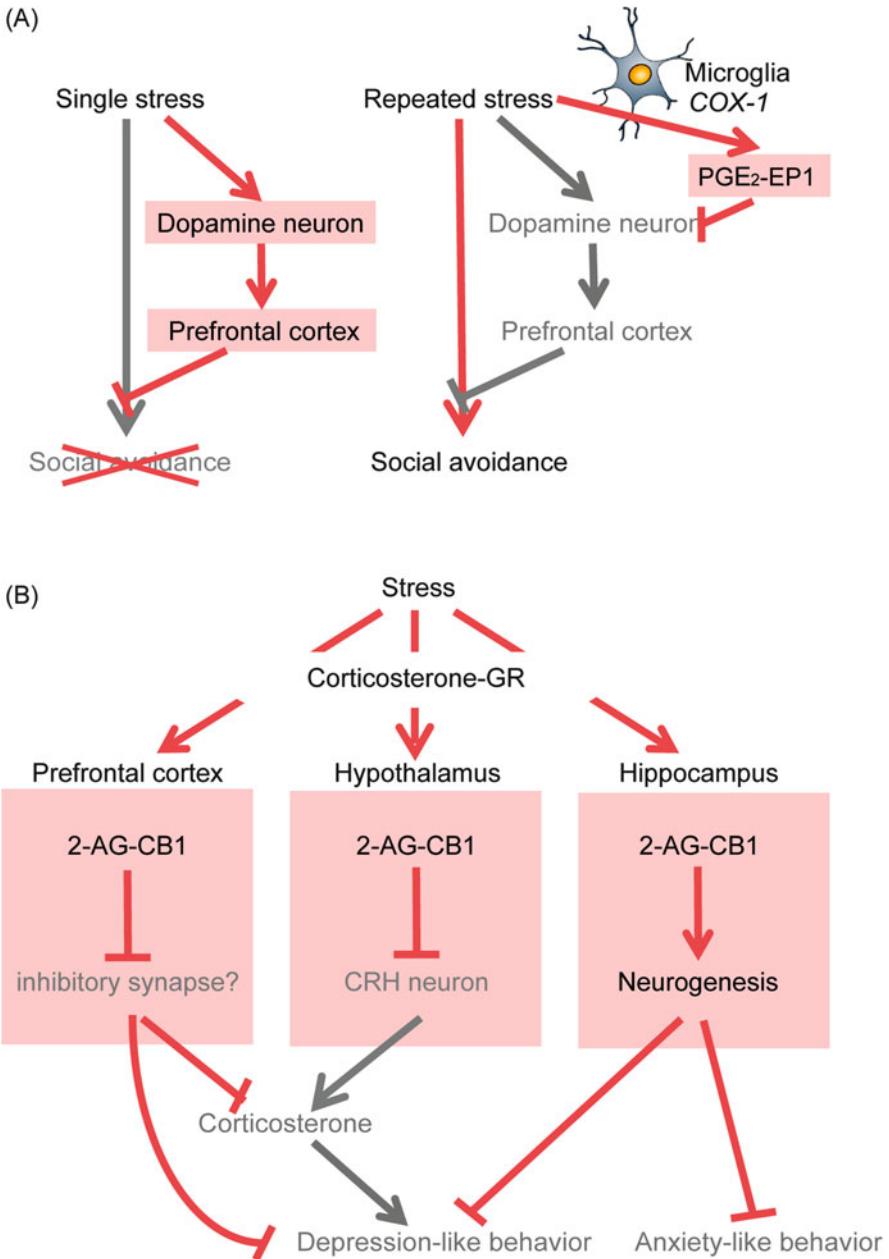 (A)
Single stress
Repeated stress
Microglia
COX-1
PGE₂-EP1
Dopamine neuron
Dopamine neuron
Prefrontal cortex
Prefrontal cortex
Social avoidance
Social avoidance
(B)
Stress
Corticosterone-GR
Prefrontal cortex
Hypothalamus
Hippocampus
2-AG-CB1
2-AG-CB1
2-AG-CB1
inhibitory synapse?
CRH neuron
Neurogenesis
Corticosterone
Depression-like behavior
Anxiety-like behavior